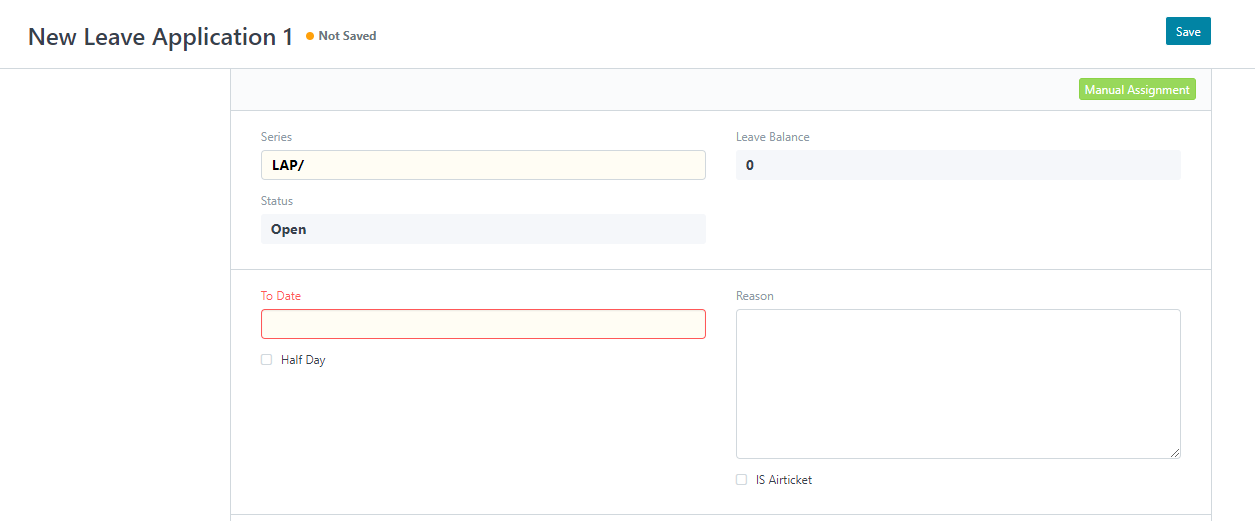 New Leave Application 1
Not Saved
Save
Manual Assignment
Series
LAP/
Leave Balance
0
Status
Open
To Date
Half Day
Reason
IS Airticket